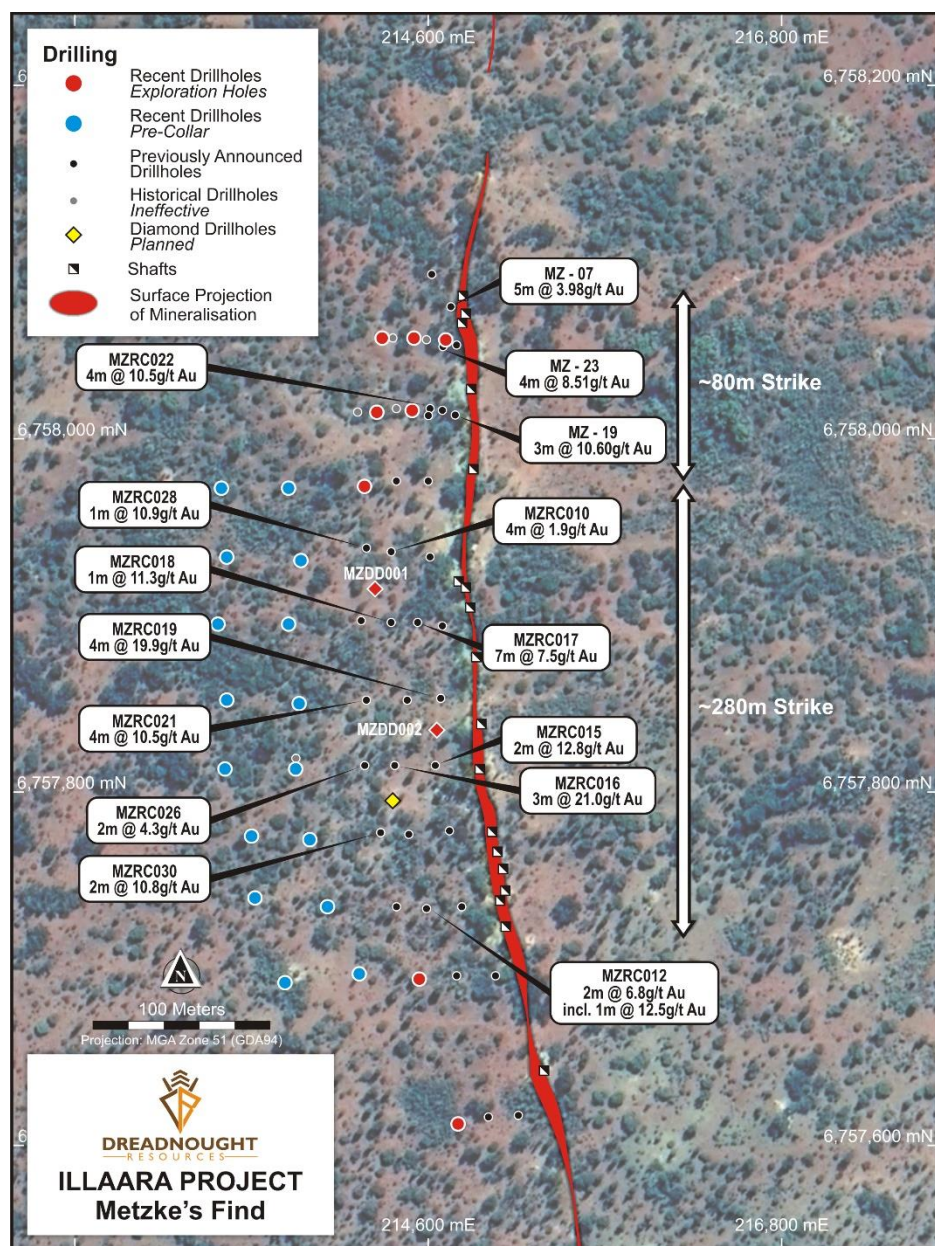 214,600 mE
216,800 mE
6,758,200 mN
Drilling
Recent Drillholes
Exploration Holes
Recent Drillholes
Pre-Collar
Previously Announced
Drillholes
Historical Drillholes
Ineffective
Diamond Drillholes
Planned
Shafts
Surface Projection
of Mineralisation
MZ - 07
5m @ 3.98g/t Au
MZRC022
4m @ 10.5g/t Au
MZ - 23
4m @ 8.51g/t Au
~80m Strike
MZ - 19
3m @ 10.60g/t Au
6,758,000 mN
MZRC028
1m @ 10.9g/t Au
MZRC010
4m @ 1.9g/t Au
MZRC018
1m @ 11.3g/t Au
MZDD001
MZRC019
4m @ 19.9g/t Au
MZRC017
7m @ 7.5g/t Au
MZRC021
4m @ 10.5g/t Au
MZDD002
~280m Strike
MZRC015
2m @ 12.8g/t Au
MZRC016
3m @ 21.0g/t Au
6,757,800 mN
6,757,800 mN
MZRC026
2m @ 4.3g/t Au
MZRC030
2m @ 10.8g/t Au
MZRC012
2m @ 6.8g/t Au
incl. 1m @ 12.5g/t Au
N
100 Meters
Projection: MGA Zone 51 (GDA94)
DREADNOUGHT
RESOURCES
ILLAARA PROJECT
Metzke's Find
6,757,600 mN
214,600 mE
216,800 mE